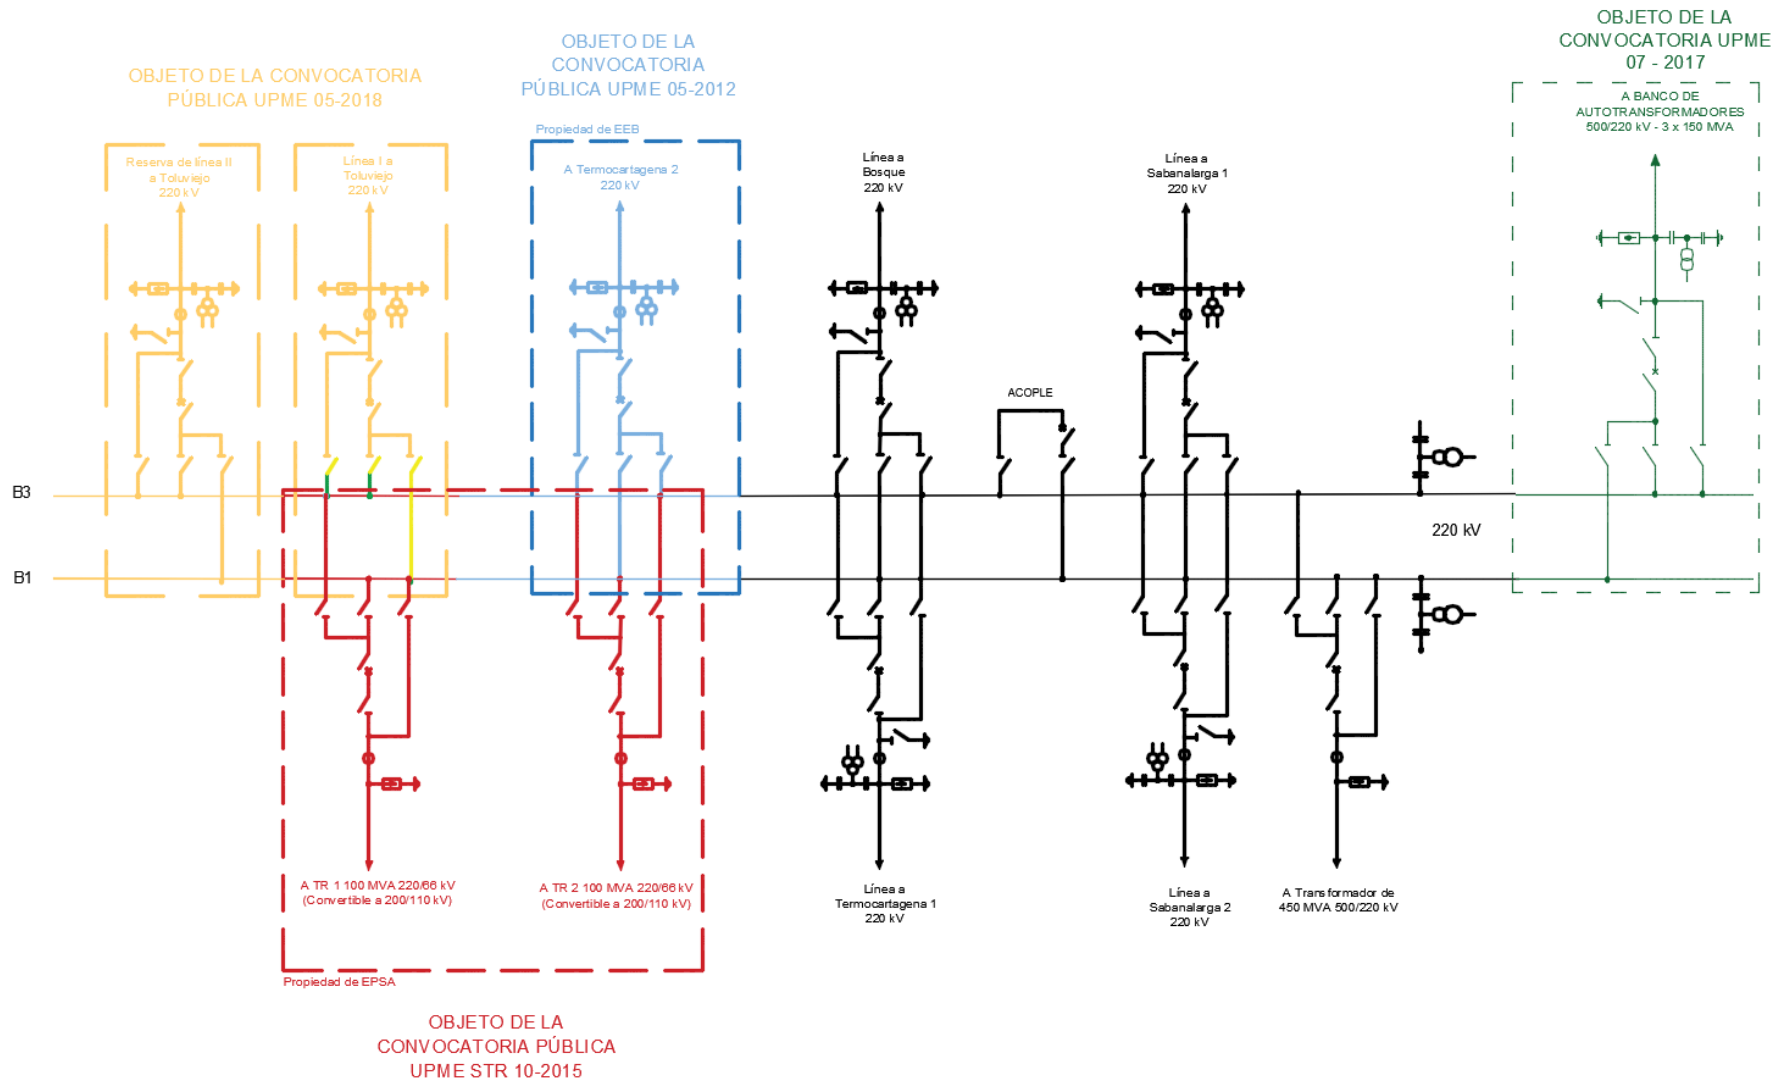 OBJETO DE LA CONVOCATORIA
PÚBLICA UPME 05-2018
OBJETO DE LA
CONVOCATORIA
PÚBLICA UPME 05-2012
OBJETO DE LA
CONVOCATORIA UPME
07 - 2017
Reserva de línea II
a Toluviejo
220 kV
Línea I a
Toluviejo
220 kV
Propiedad de EEB
A Termocartagena 2
220 kV
Línea a
Bosque
220 kV
Línea a
Sabanalarga 1
220 kV
A BANCO DE
AUTOTRANSFORMADORES
500/220 kV - 3 x 150 MVA
ACOPLE
B3
220 kV
B1
A TR 1 100 MVA 220/66 kV
(Convertible a 200/110 kV)
A TR 2 100 MVA 220/66 kV
(Convertible a 200/110 kV)
Línea a
Termocartagena 1
220 kV
Línea a
Sabanalarga 2
220 kV
A Transformador de
450 MVA 500/220 kV
Propiedad de EPSA
OBJETO DE LA
CONVOCATORIA PÚBLICA
UPME STR 10-2015